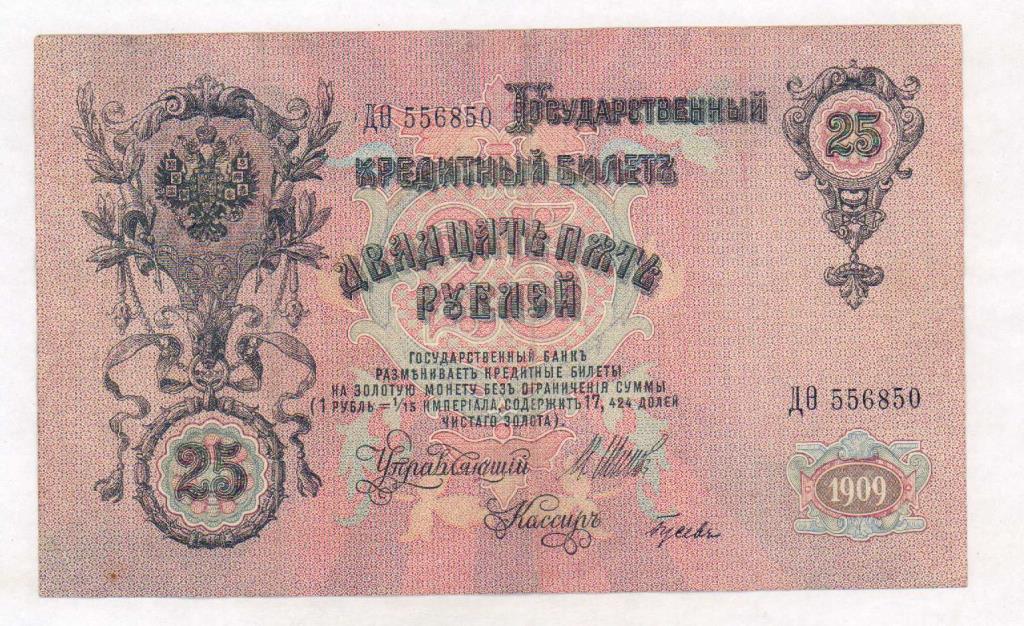 ДѲ 556850 Государственный
кредитный билетъ
двадцать пять
рублей
25
ГОСУДАРСТВЕННЫЙ БАНКЪ
РАЗМѢНИВАЕТЪ КРЕДИТНЫЕ БИЛЕТЫ
НА ЗОЛОТУЮ МОНЕТУ БЕЗЪ ОГРАНИЧЕНІЯ СУММЫ
(1 РУБЛЬ = 1/15 ИМПЕРІАЛА, СОДЕРЖИТЪ 17,424 ДОЛЕЙ
ЧИСТАГО ЗОЛОТА).
ДѲ 556850
Управляющій
25
Кассиръ
1909
25